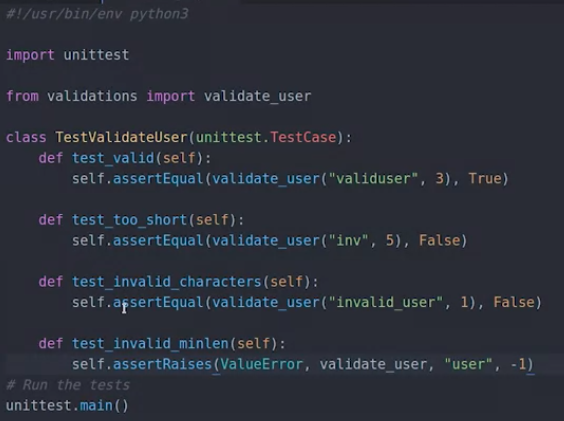 #!/usr/bin/env python3
import unittest
from validations import validate_user
class TestValidateUser(unittest.TestCase):
    def test_valid(self):
        self.assertEqual(validate_user("validuser", 3), True)
    def test_too_short(self):
        self.assertEqual(validate_user("inv", 5), False)
    def test_invalid_characters(self):
        self.assertEqual(validate_user("invalid_user", 1), False)
    def test_invalid_minlen(self):
        self.assertRaises(ValueError, validate_user, "user", -1)
# Run the tests
unittest.main()